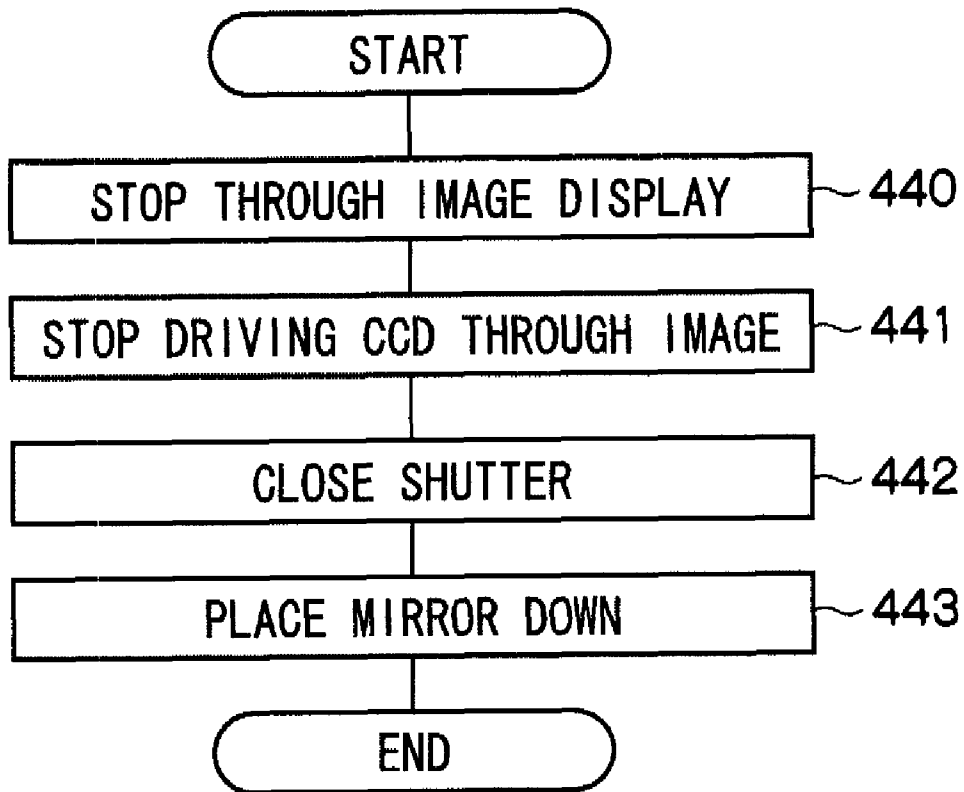 START
STOP THROUGH IMAGE DISPLAY 440
STOP DRIVING CCD THROUGH IMAGE 441
CLOSE SHUTTER 442
PLACE MIRROR DOWN 443
END